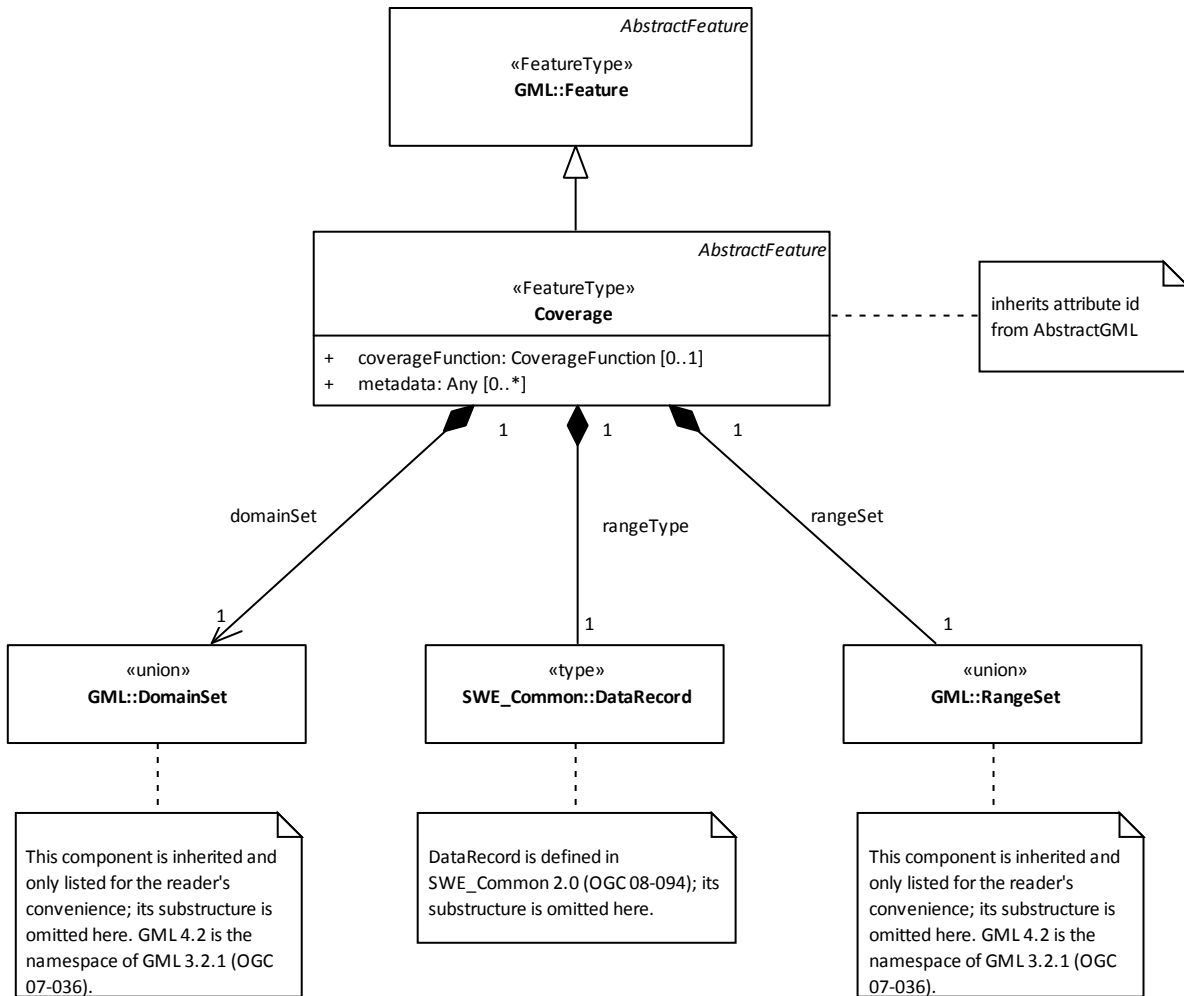 AbstractFeature
«FeatureType»
GML::Feature
AbstractFeature
«FeatureType»
Coverage
+ coverageFunction: CoverageFunction [0..1]
+ metadata: Any [0..*]
inherits attribute id
from AbstractGML
1
1
1
domainSet
rangeType
rangeSet
1
1
1
«union»
GML::DomainSet
«type»
SWE_Common::DataRecord
«union»
GML::RangeSet
This component is inherited and
only listed for the reader's
convenience; its substructure is
omitted here. GML 4.2 is the
namespace of GML 3.2.1 (OGC
07-036).
DataRecord is defined in
SWE_Common 2.0 (OGC 08-094); its
substructure is omitted here.
This component is inherited and
only listed for the reader's
convenience; its substructure is
omitted here. GML 4.2 is the
namespace of GML 3.2.1 (OGC
07-036).